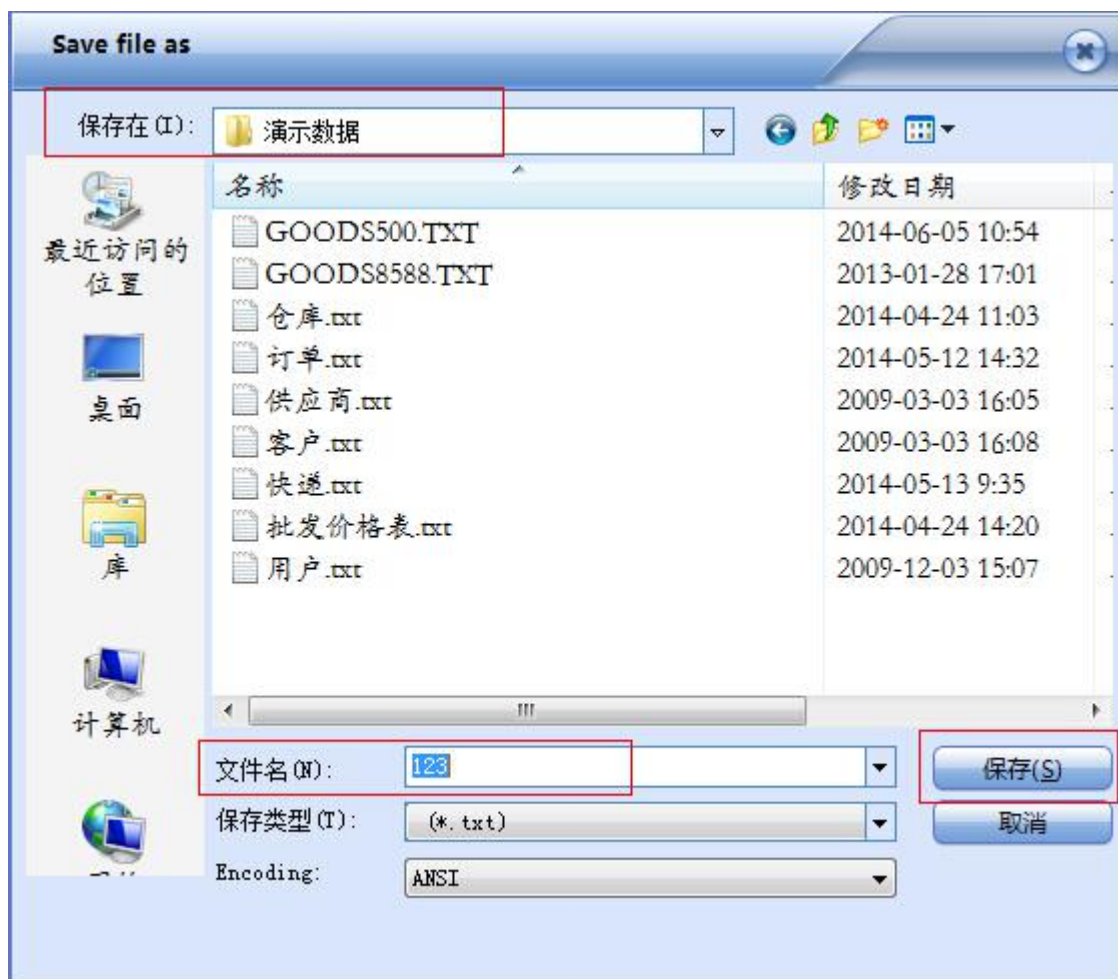 Save file as
保存在(I):
演示数据
名称 修改日期
最近访问的
位置
桌面
库
计算机
GOODS500.TXT 2014-06-05 10:54
GOODS8588.TXT 2013-01-28 17:01
仓库.txt 2014-04-24 11:03
订单.txt 2014-05-12 14:32
供应商.txt 2009-03-03 16:05
客户.txt 2009-03-03 16:08
快递.txt 2014-05-13 9:35
批发价格表.txt 2014-04-24 14:20
用户.txt 2009-12-03 15:07
文件名(N): 123 保存(S)
保存类型(T): (*.txt) 取消
Encoding: ANSI